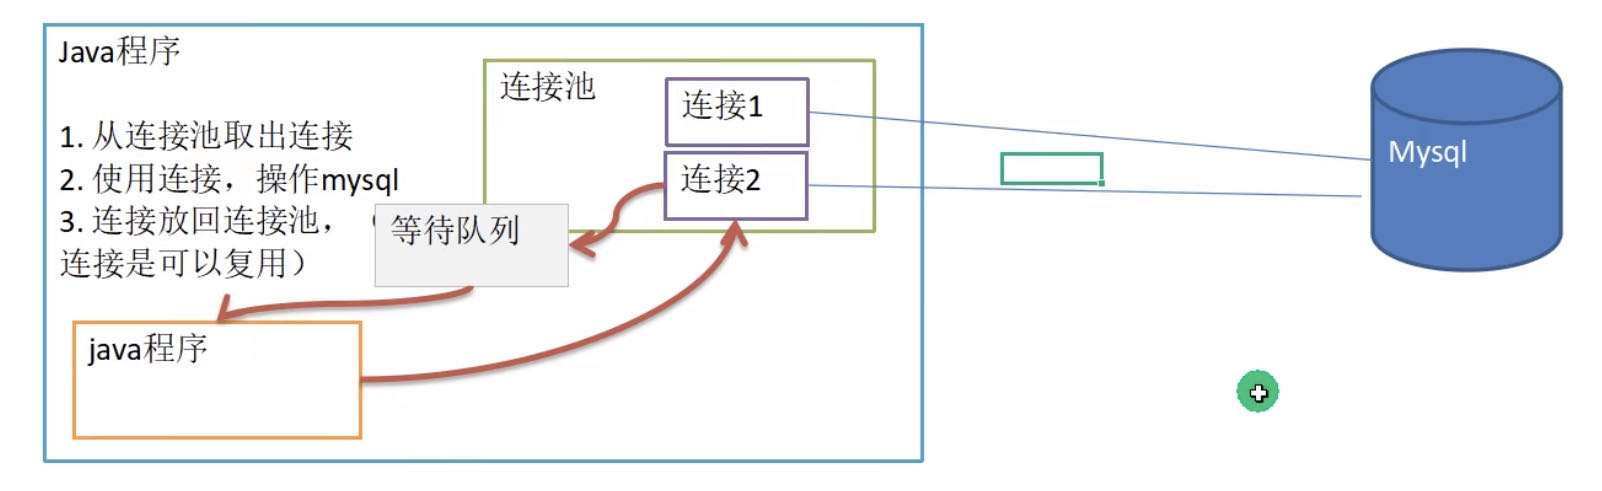 Java程序
连接池
连接1
Mysql
1. 从连接池取出连接
2. 使用连接，操作mysql
连接2
3. 连接放回连接池，（
等待队列
连接是可以复用）
java程序